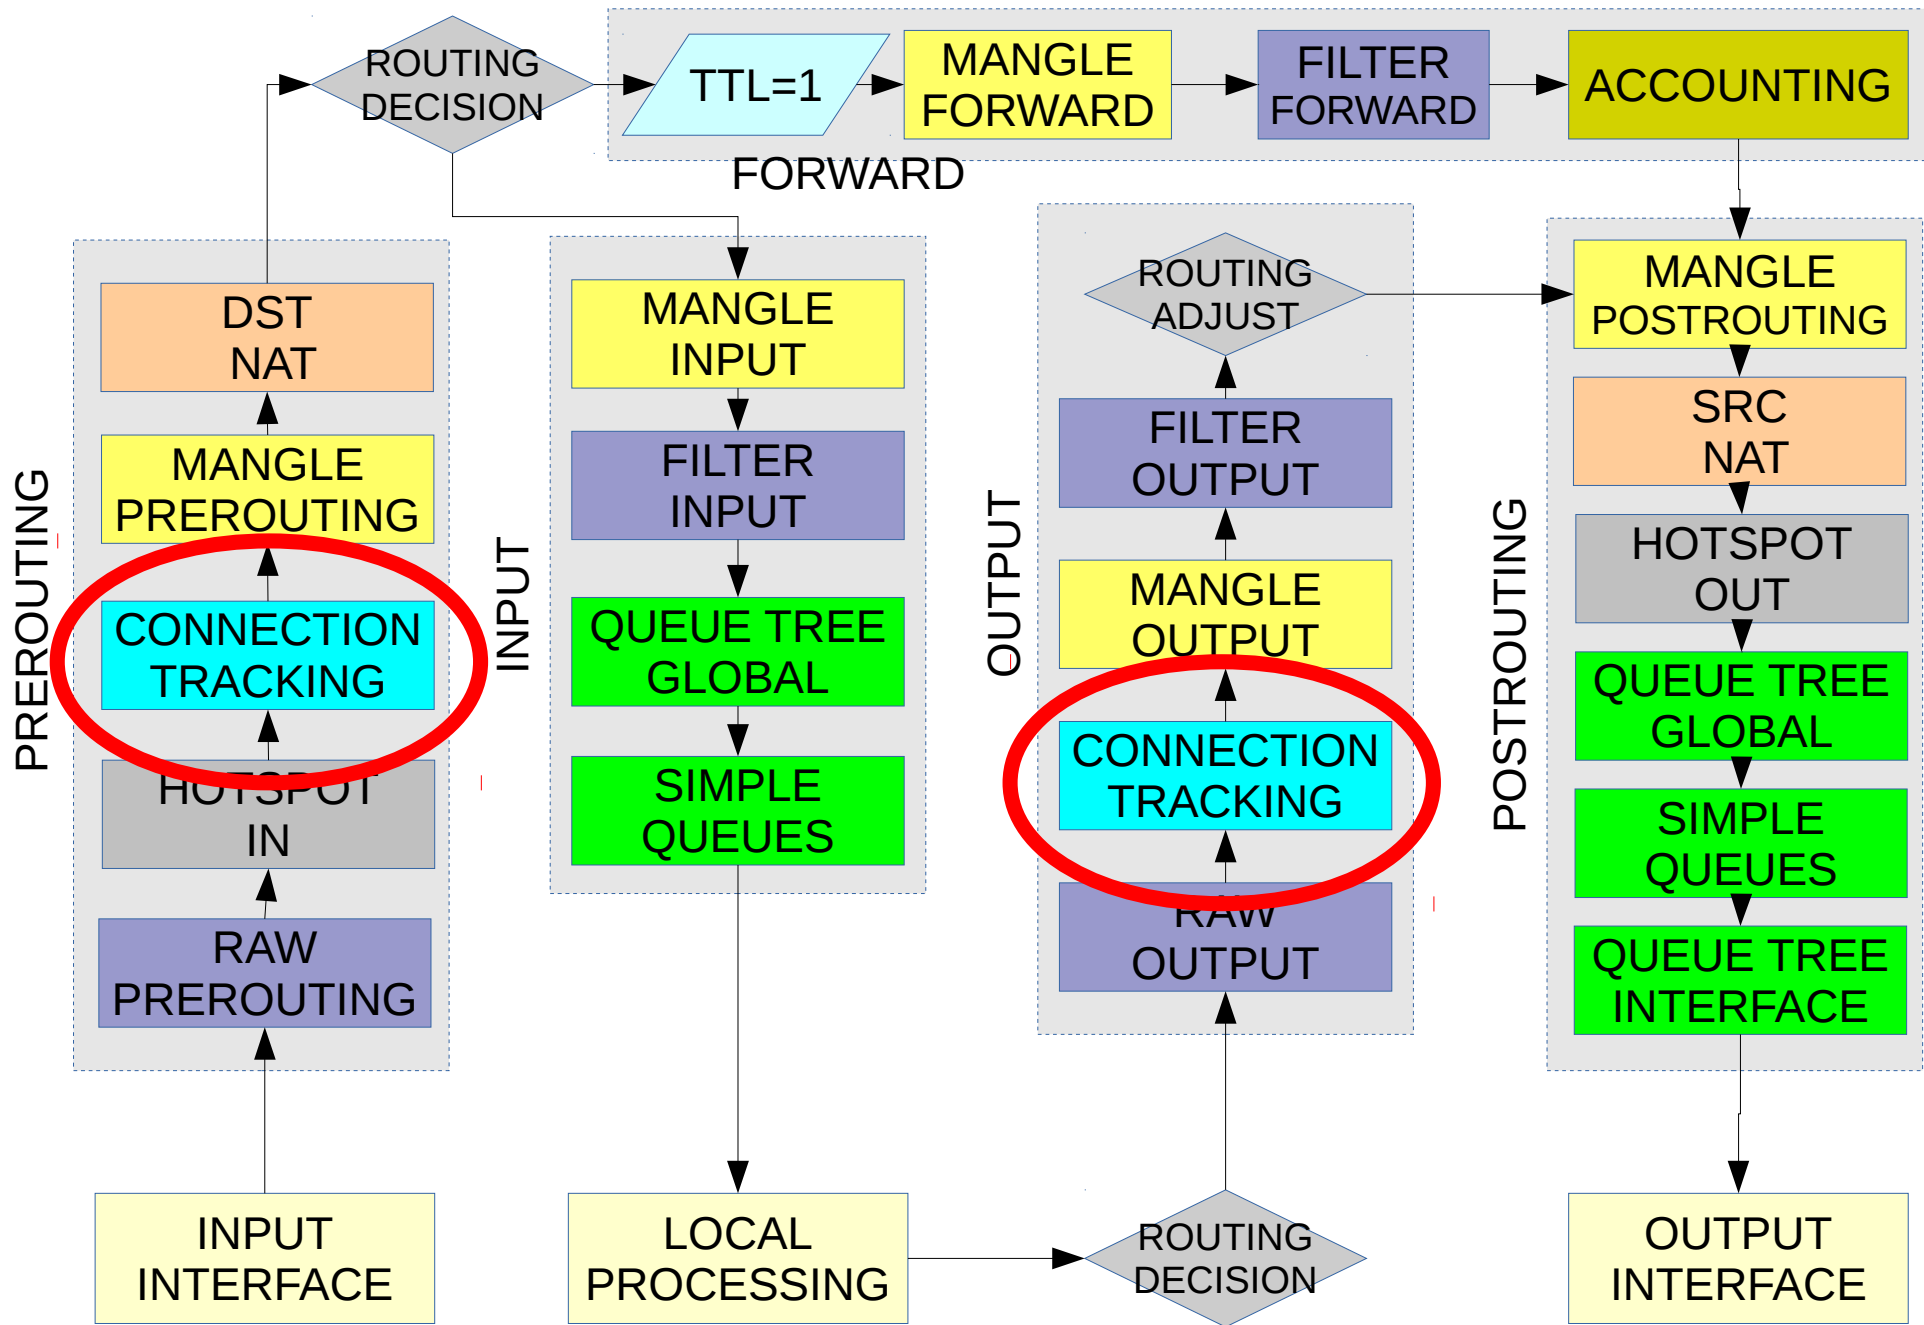 ROUTING
DECISION
TTL=1
MANGLE
FORWARD
FILTER
FORWARD
ACCOUNTING
FORWARD
PREROUTING
DST
NAT
MANGLE
PREROUTING
CONNECTION
TRACKING
HOTSPOT
IN
RAW
PREROUTING
INPUT
INTERFACE
INPUT
MANGLE
INPUT
FILTER
INPUT
QUEUE TREE
GLOBAL
SIMPLE
QUEUES
LOCAL
PROCESSING
OUTPUT
ROUTING
ADJUST
FILTER
OUTPUT
MANGLE
OUTPUT
CONNECTION
TRACKING
RAW
OUTPUT
ROUTING
DECISION
POSTROUTING
MANGLE
POSTROUTING
SRC
NAT
HOTSPOT
OUT
QUEUE TREE
GLOBAL
SIMPLE
QUEUES
QUEUE TREE
INTERFACE
OUTPUT
INTERFACE